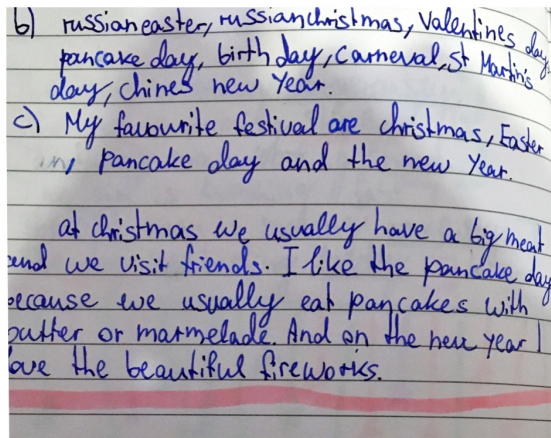 b) russian easter, russian christmas, Valentines day,
pancake day, birth day, Carneval, St Martin's
day, chines new Year.
c) My favourite festival are christmas, Easter
, pancake day and the new Year.
at christmas we usually have a big meat
and we visit friends. I like the pancake day
because we usually eat pancakes with
butter or marmelade. And on the new year I
love the beautiful fireworks.